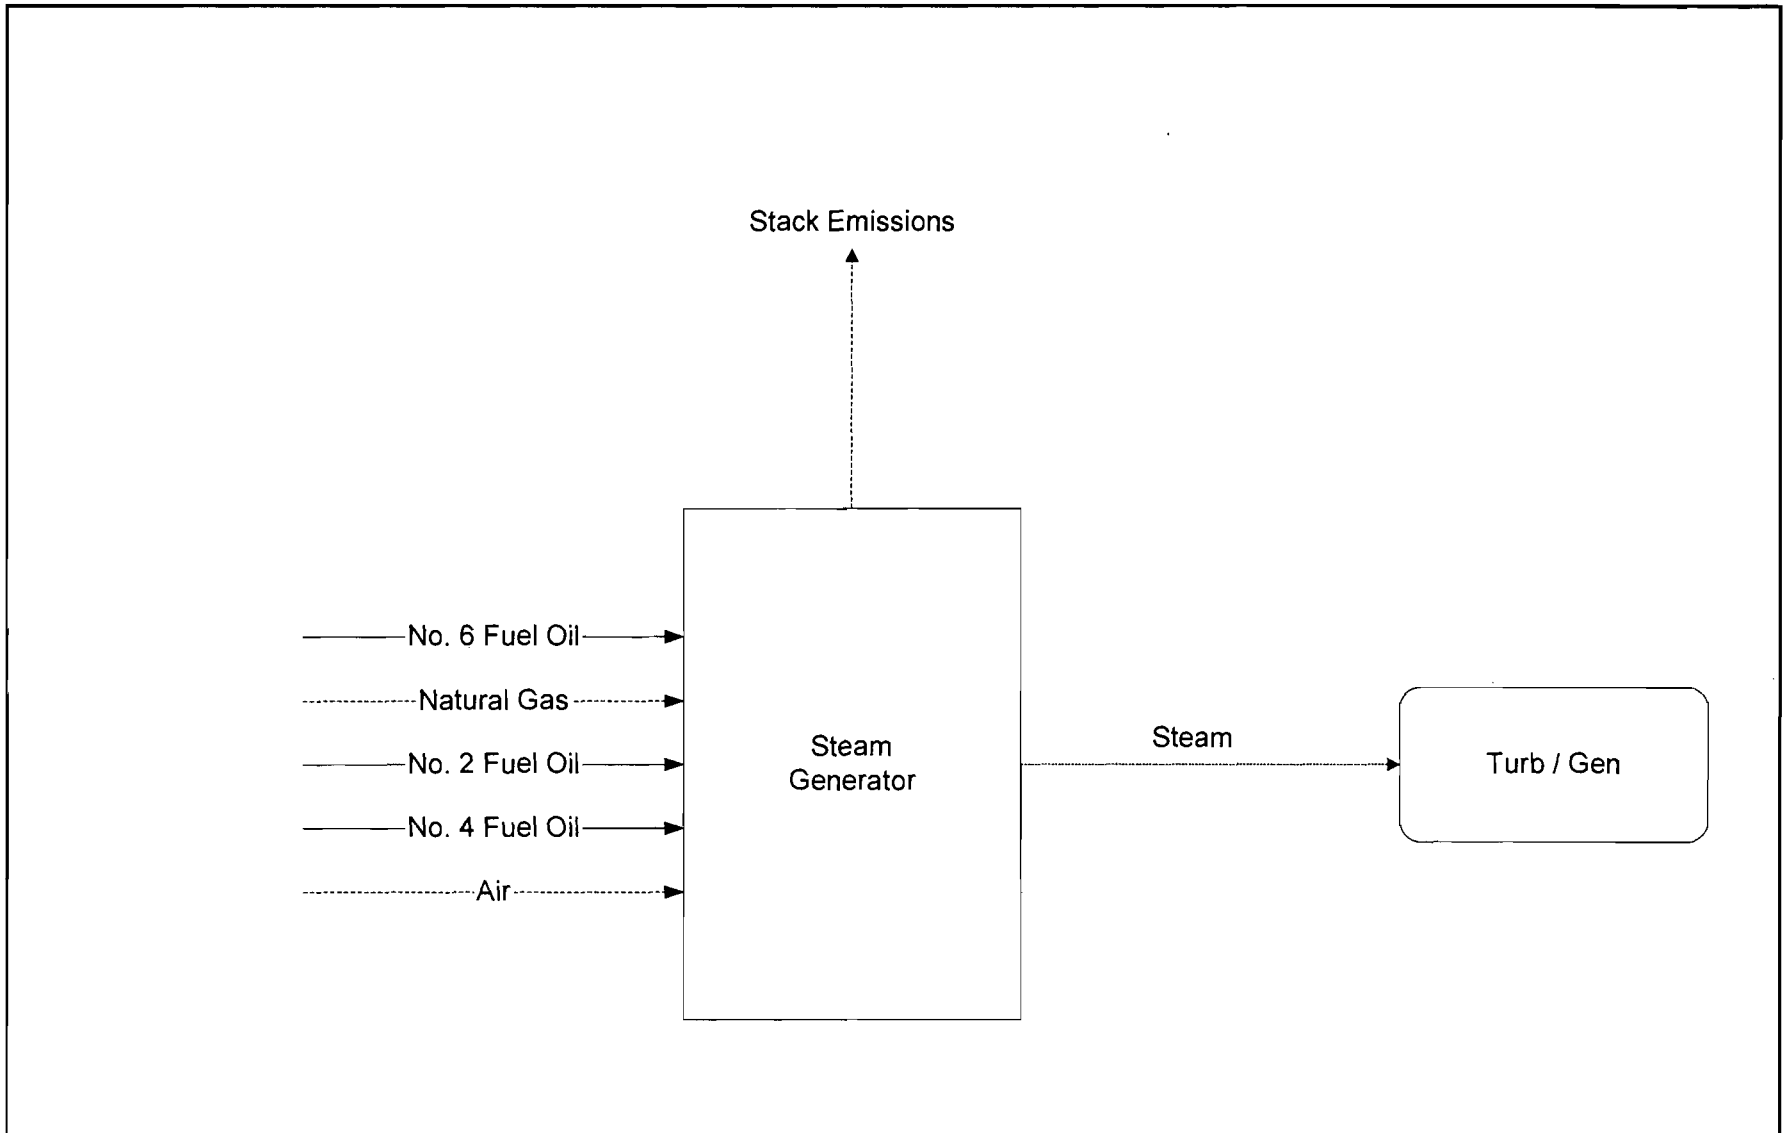 Stack Emissions
No. 6 Fuel Oil
Natural Gas
No. 2 Fuel Oil
No. 4 Fuel Oil
Air
Steam
Generator
Steam
Turb / Gen